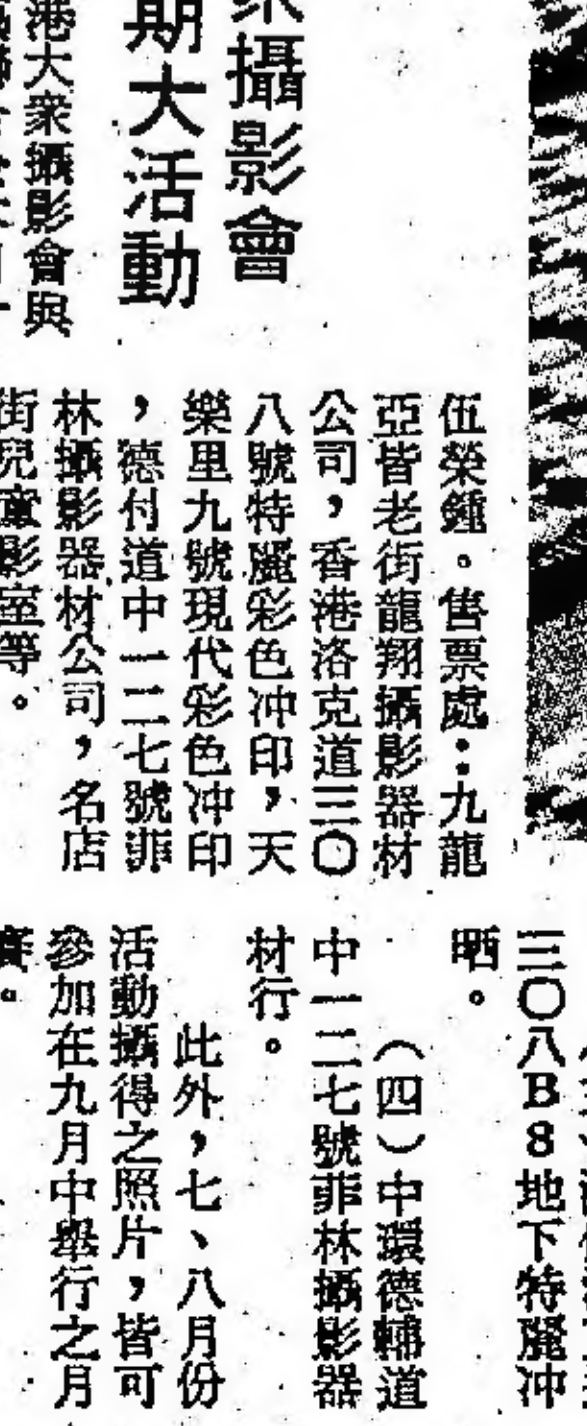 眾攝影會
期大活動
港大眾攝影會與
伍榮鍾。售票處：九龍
亞皆老街龍翔攝影器材
公司，香港洛克道三〇
八號特麗彩色冲印，天
樂里九號現代彩色冲印
，德付道中一二七號菲
林攝影器材公司，名店
街兒童影室等。
三〇八B8地下特麗冲
晒。
（四）中環德輔道
中一二七號菲林攝影器
材行。
此外，七、八月份
活動攝得之照片，皆可
參加在九月中舉行之月
賽。